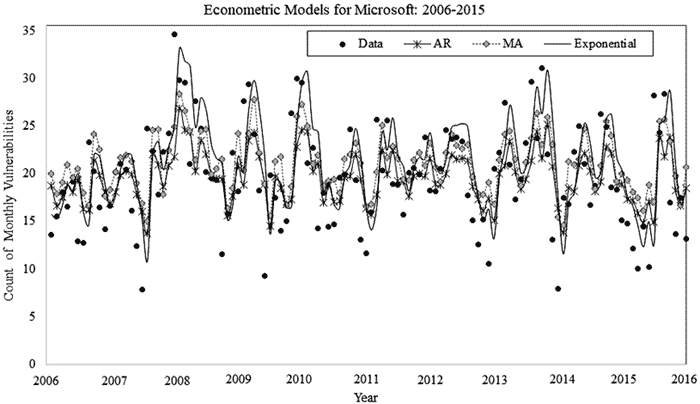 Econometric Models for Microsoft: 2006-2015
Data AR MA Exponential
Count of Monthly Vulnerabilities
35
30
25
20
15
10
5
0
2006 2007 2008 2009 2010 2011 2012 2013 2014 2015 2016
Year